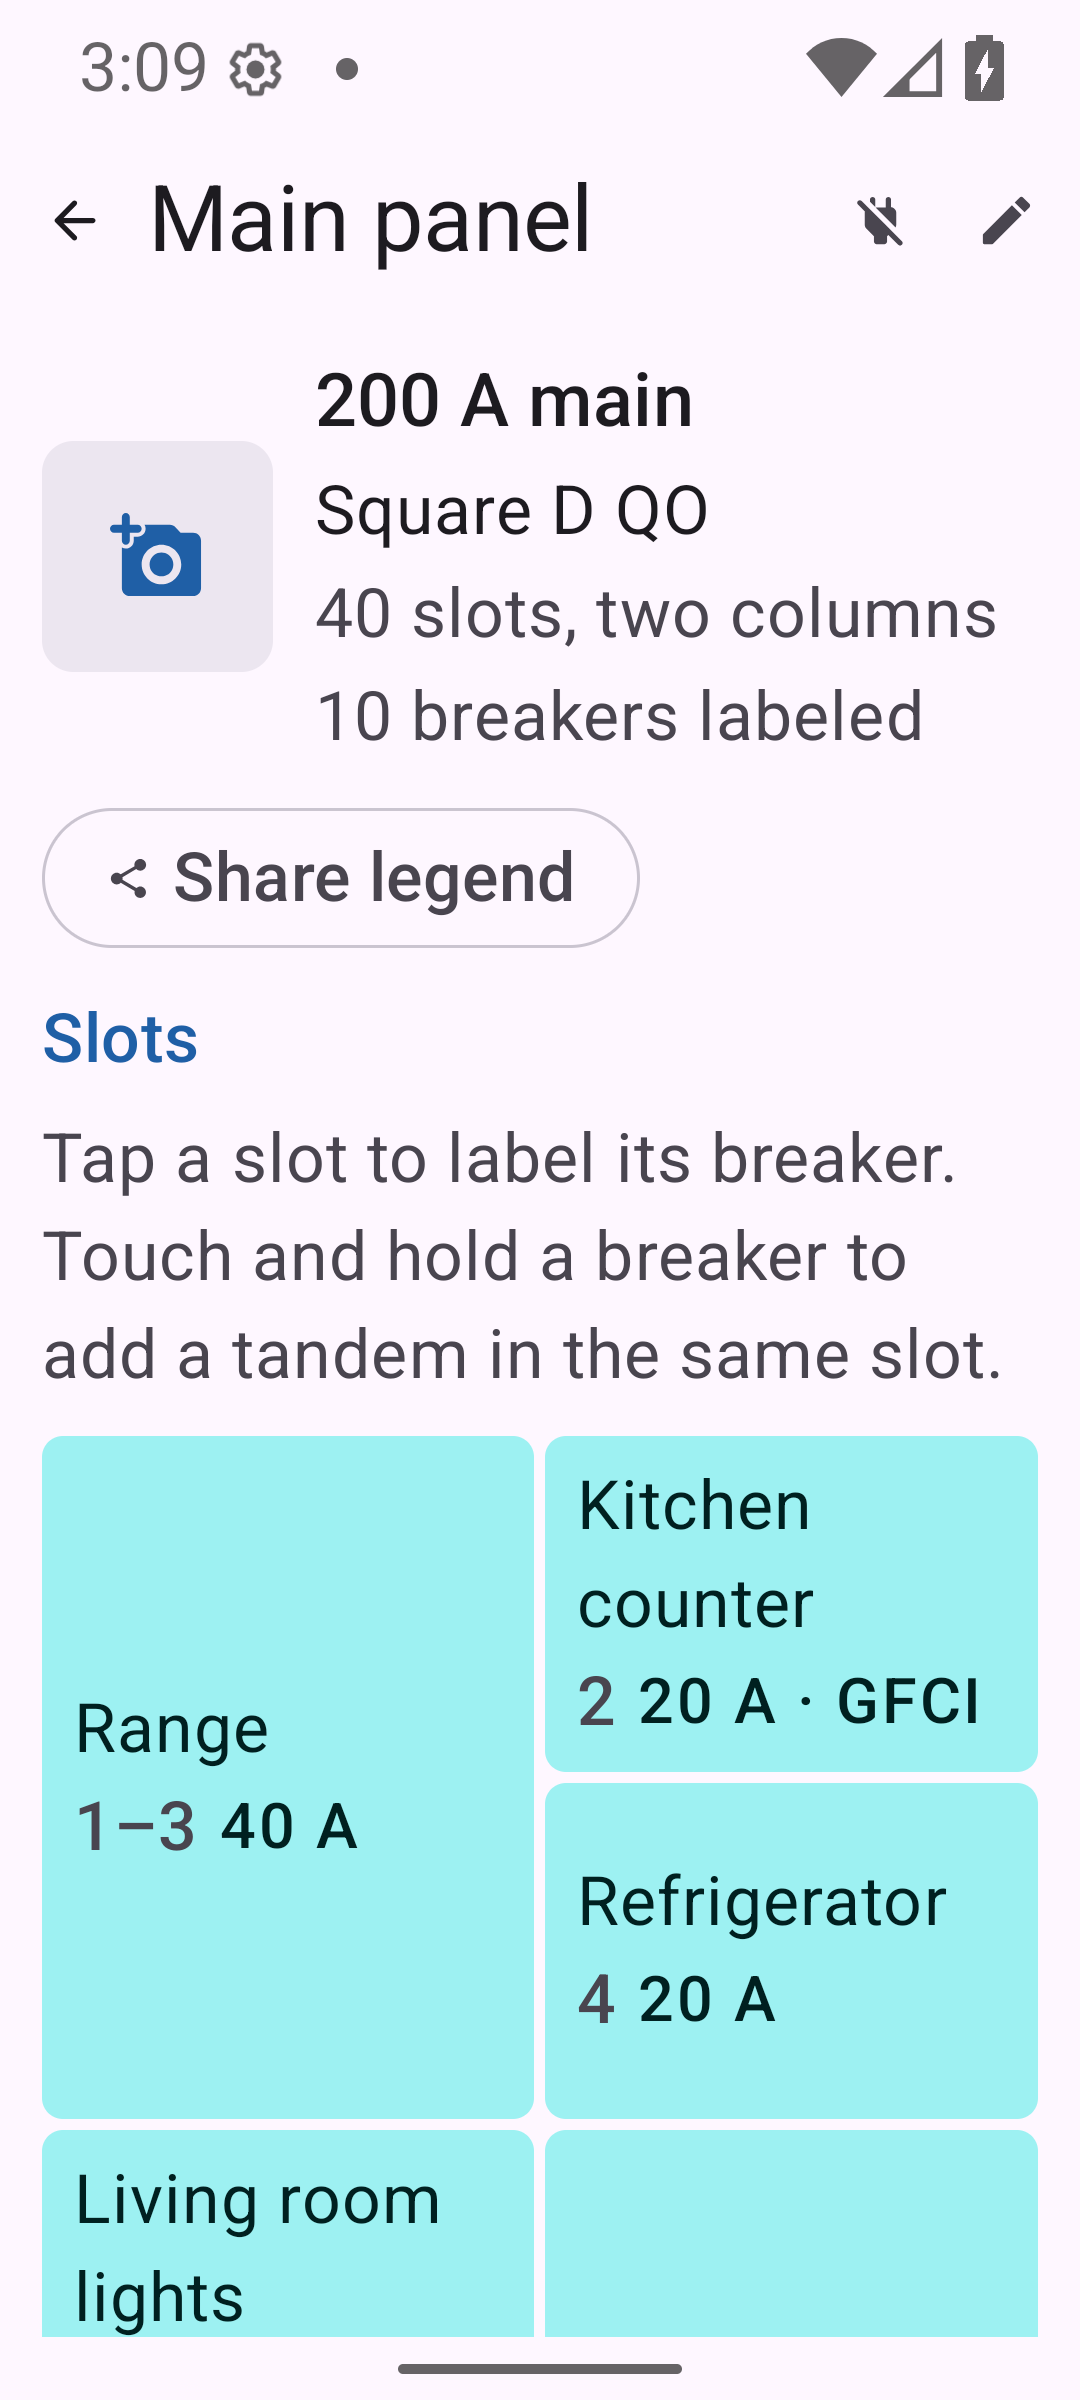 3:09
Main panel
200 A main
Square D QO
40 slots, two columns
10 breakers labeled
Share legend
Slots
Tap a slot to label its breaker.
Touch and hold a breaker to
add a tandem in the same slot.
Range
1–3 40 A
Kitchen
counter
2 20 A · GFCI
Refrigerator
4 20 A
Living room
lights